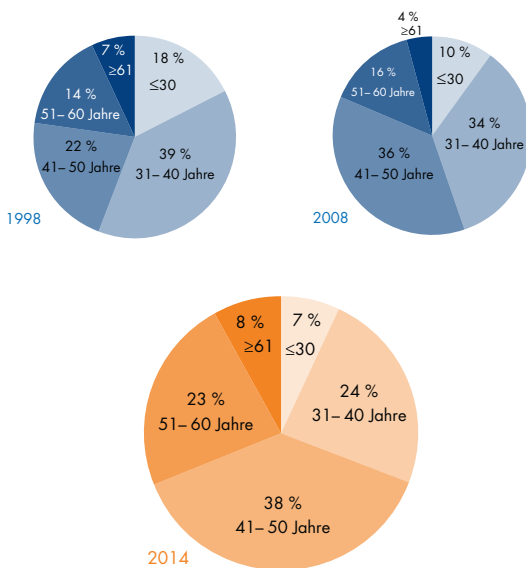 18 %
≤30
39 %
31– 40 Jahre
22 %
41– 50 Jahre
14 %
51– 60 Jahre
7 %
≥61
1998
10 %
≤30
34 %
31– 40 Jahre
36 %
41– 50 Jahre
16 %
51– 60 Jahre
4 %
≥61
2008
7 %
≤30
24 %
31– 40 Jahre
38 %
41– 50 Jahre
23 %
51– 60 Jahre
8 %
≥61
2014